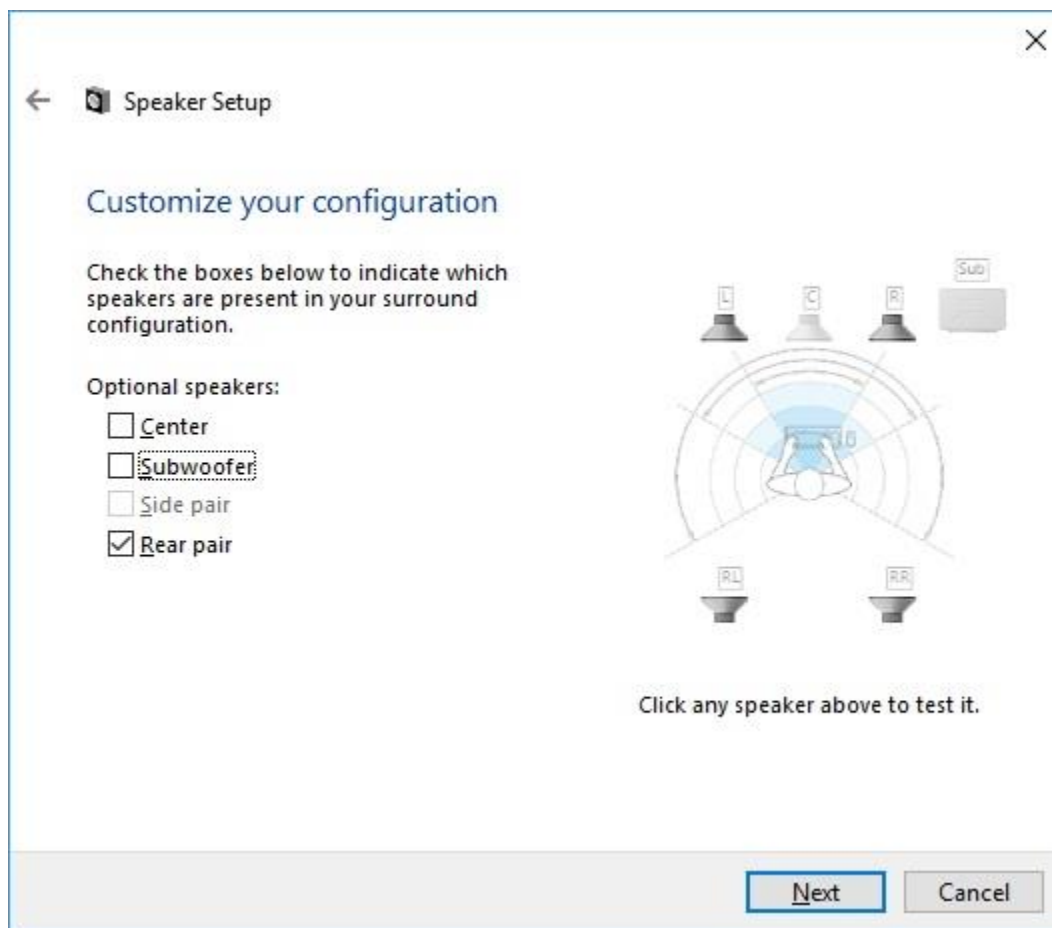 Speaker Setup
Customize your configuration
Check the boxes below to indicate which
speakers are present in your surround
configuration.
Optional speakers:
Center
Subwoofer
Side pair
Rear pair
L
C
R
Sub
RL
RR
Click any speaker above to test it.
Next
Cancel